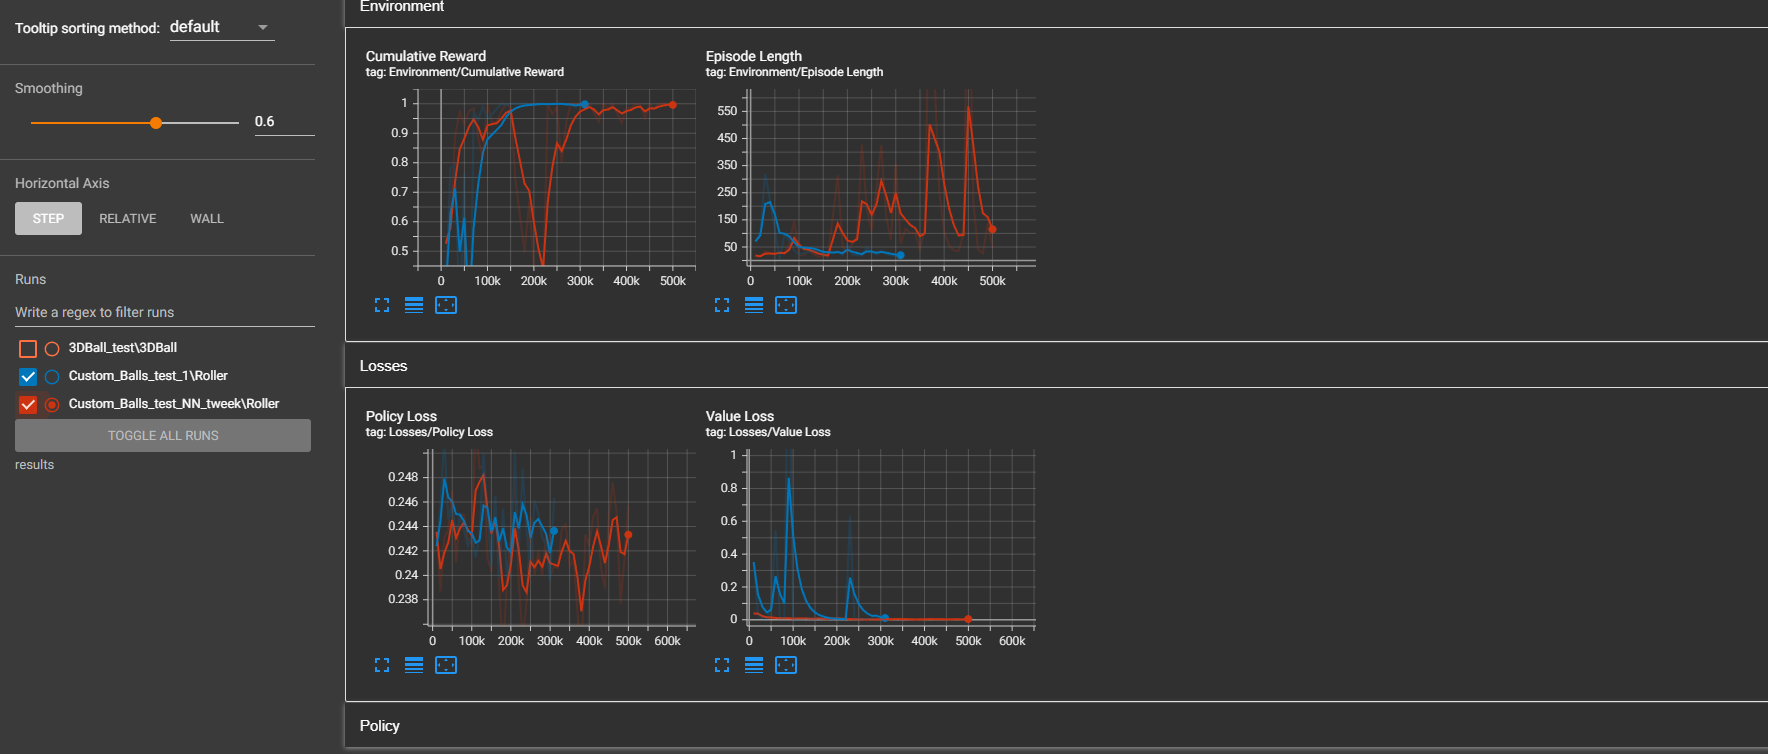 Tooltip sorting method: default
Smoothing
0.6
Horizontal Axis
STEP RELATIVE WALL
Runs
Write a regex to filter runs
3DBall_test\3DBall
Custom_Balls_test_1\Roller
Custom_Balls_test_NN_tweek\Roller
TOGGLE ALL RUNS
results
Environment
Cumulative Reward
tag: Environment/Cumulative Reward
1
0.9
0.8
0.7
0.6
0.5
0 100k 200k 300k 400k 500k
Episode Length
tag: Environment/Episode Length
550
450
350
250
150
50
0 100k 200k 300k 400k 500k
Losses
Policy Loss
tag: Losses/Policy Loss
0.248
0.246
0.244
0.242
0.24
0.238
0 100k 200k 300k 400k 500k 600k
Value Loss
tag: Losses/Value Loss
1
0.8
0.6
0.4
0.2
0
0 100k 200k 300k 400k 500k 600k
Policy